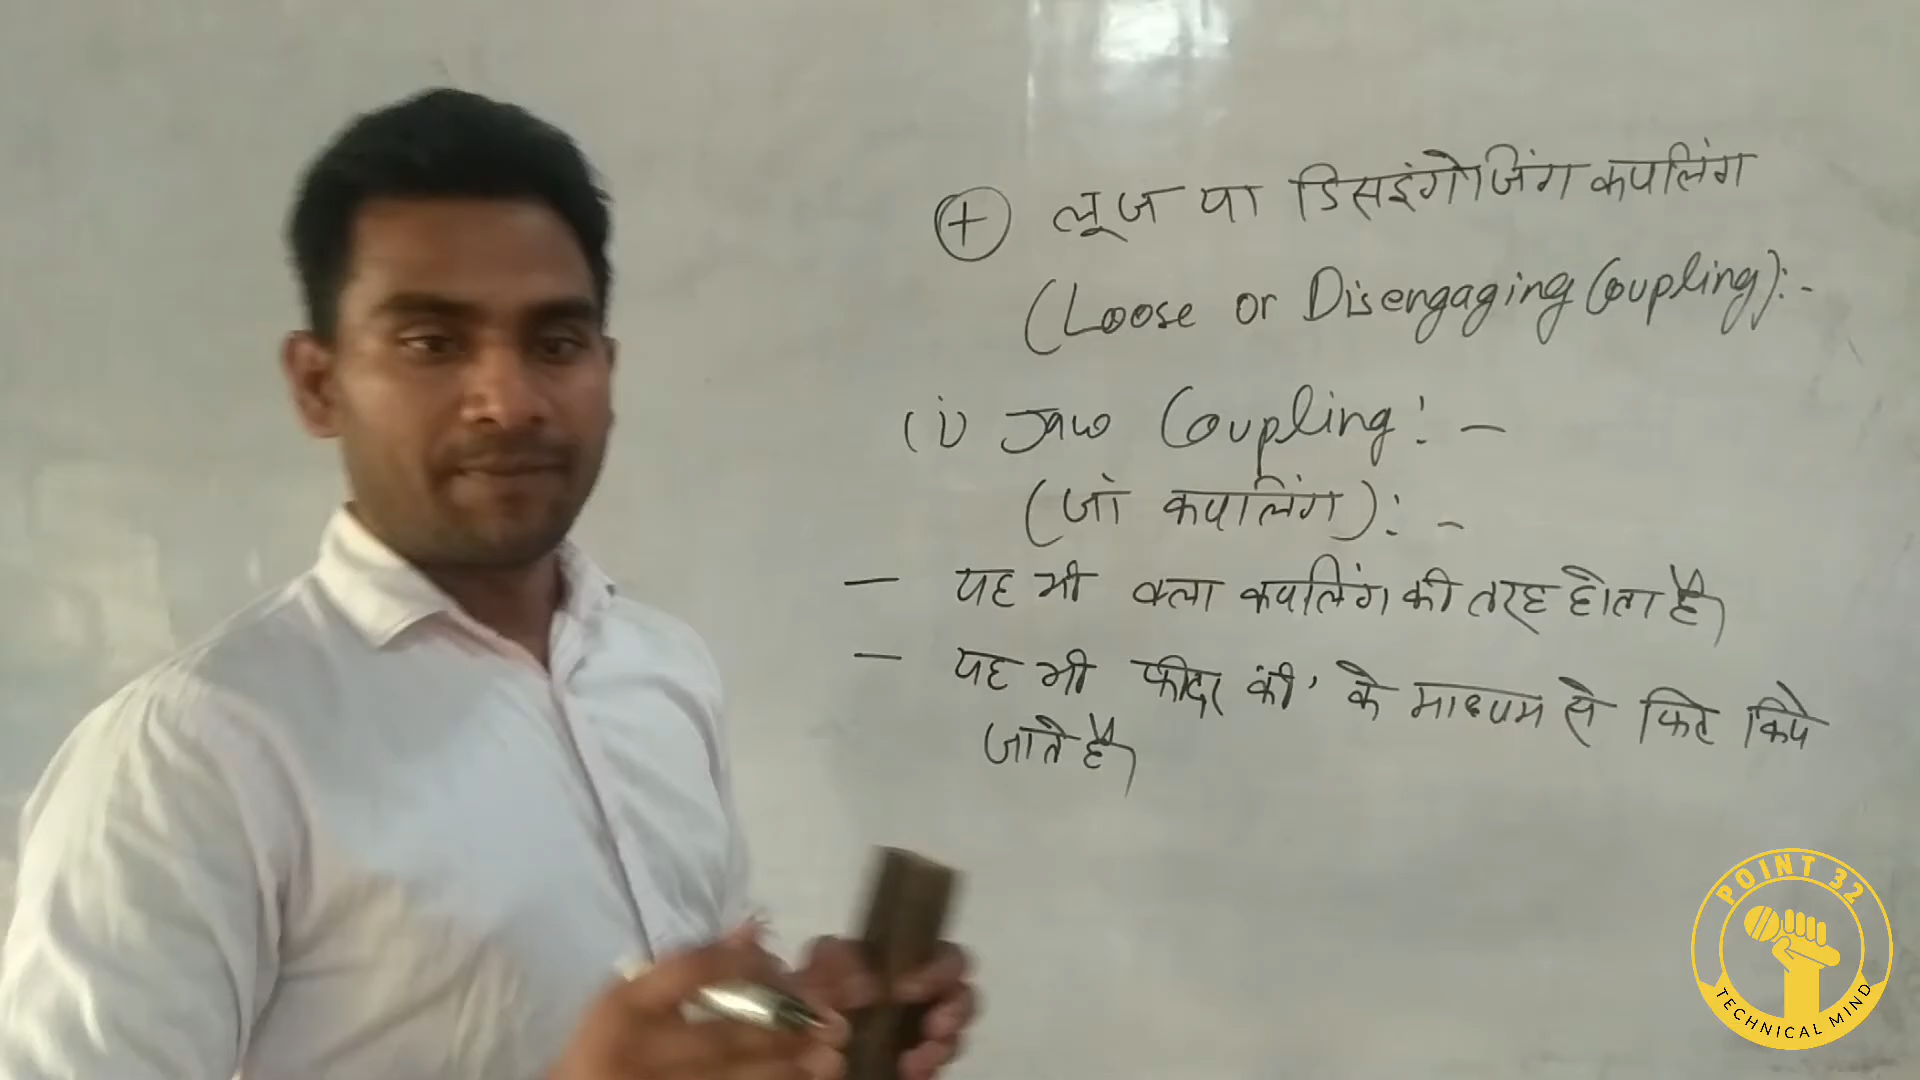 + लूज या डिसइंगेजिंग कपलिंग
(Loose or Disengaging Coupling):-
(i) Jaw Coupling:-
(जॉ कपलिंग):-
— यह भी क्ला कपलिंग की तरह होता है
— यह भी 'फीदर की' के माध्यम से फिट किये
जाते है
POINT 32
TECHNICAL MIND